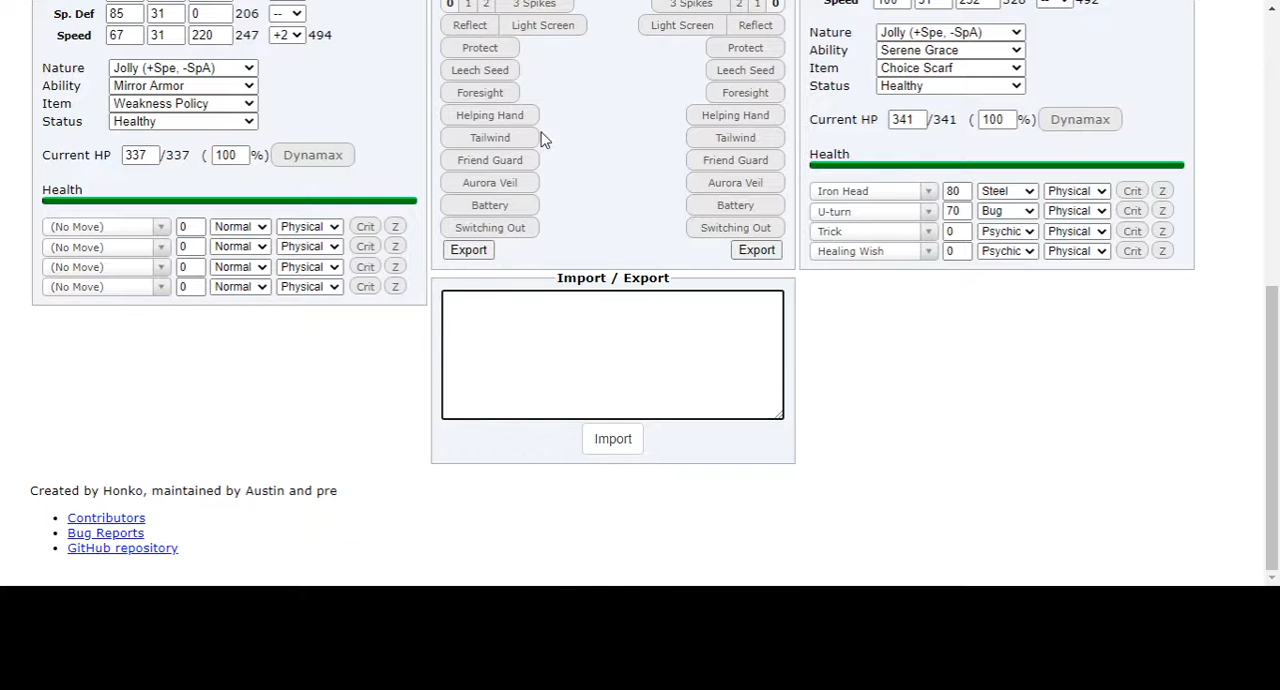 Sp. Def 85 31 0 206 --
Speed 67 31 220 247 +2 494
Nature Jolly (+Spe, -SpA)
Ability Mirror Armor
Item Weakness Policy
Status Healthy
Current HP 337 /337 ( 100 %) Dynamax
Health
(No Move) 0 Normal Physical Crit Z
(No Move) 0 Normal Physical Crit Z
(No Move) 0 Normal Physical Crit Z
(No Move) 0 Normal Physical Crit Z
0 1 2 3 Spikes 3 Spikes 2 1 0
Reflect Light Screen Light Screen Reflect
Protect Protect
Leech Seed Leech Seed
Foresight Foresight
Helping Hand Helping Hand
Tailwind Tailwind
Friend Guard Friend Guard
Aurora Veil Aurora Veil
Battery Battery
Switching Out Switching Out
Export Export
Import / Export
Import
Speed
Nature Jolly (+Spe, -SpA)
Ability Serene Grace
Item Choice Scarf
Status Healthy
Current HP 341 /341 ( 100 %) Dynamax
Health
Iron Head 80 Steel Physical Crit Z
U-turn 70 Bug Physical Crit Z
Trick 0 Psychic Physical Crit Z
Healing Wish 0 Psychic Physical Crit Z
Created by Honko, maintained by Austin and pre
Contributors
Bug Reports
GitHub repository